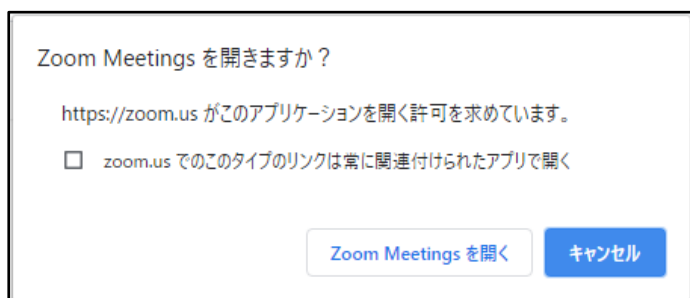 Zoom Meetings を開きますか？
https://zoom.us がこのアプリケーションを開く許可を求めています。
zoom.us でのこのタイプのリンクは常に関連付けられたアプリで開く
Zoom Meetings を開く
キャンセル